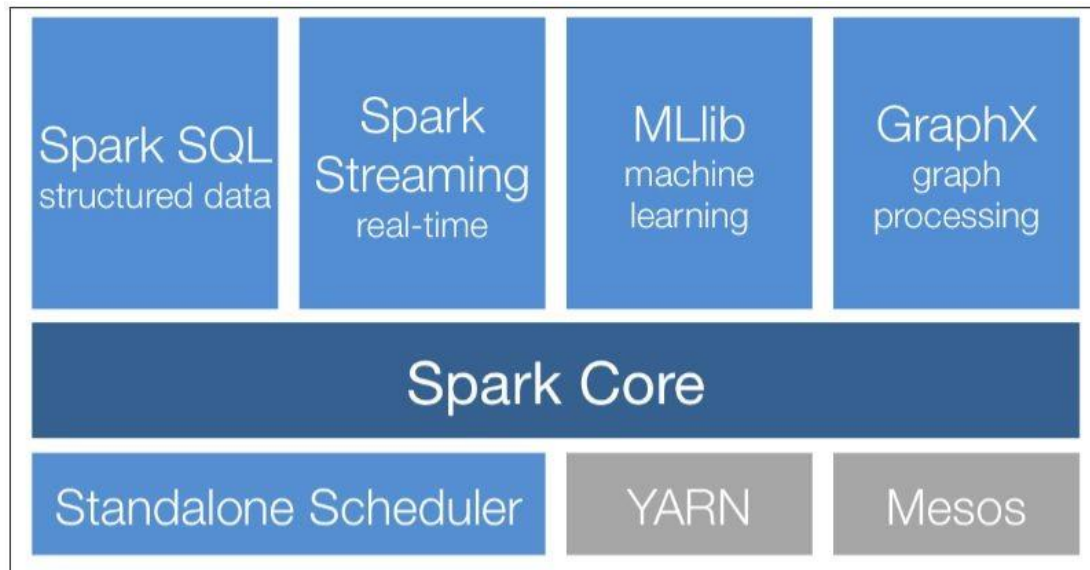 Spark SQL
structured data
Spark
Streaming
real-time
MLlib
machine
learning
GraphX
graph
processing
Spark Core
Standalone Scheduler
YARN
Mesos